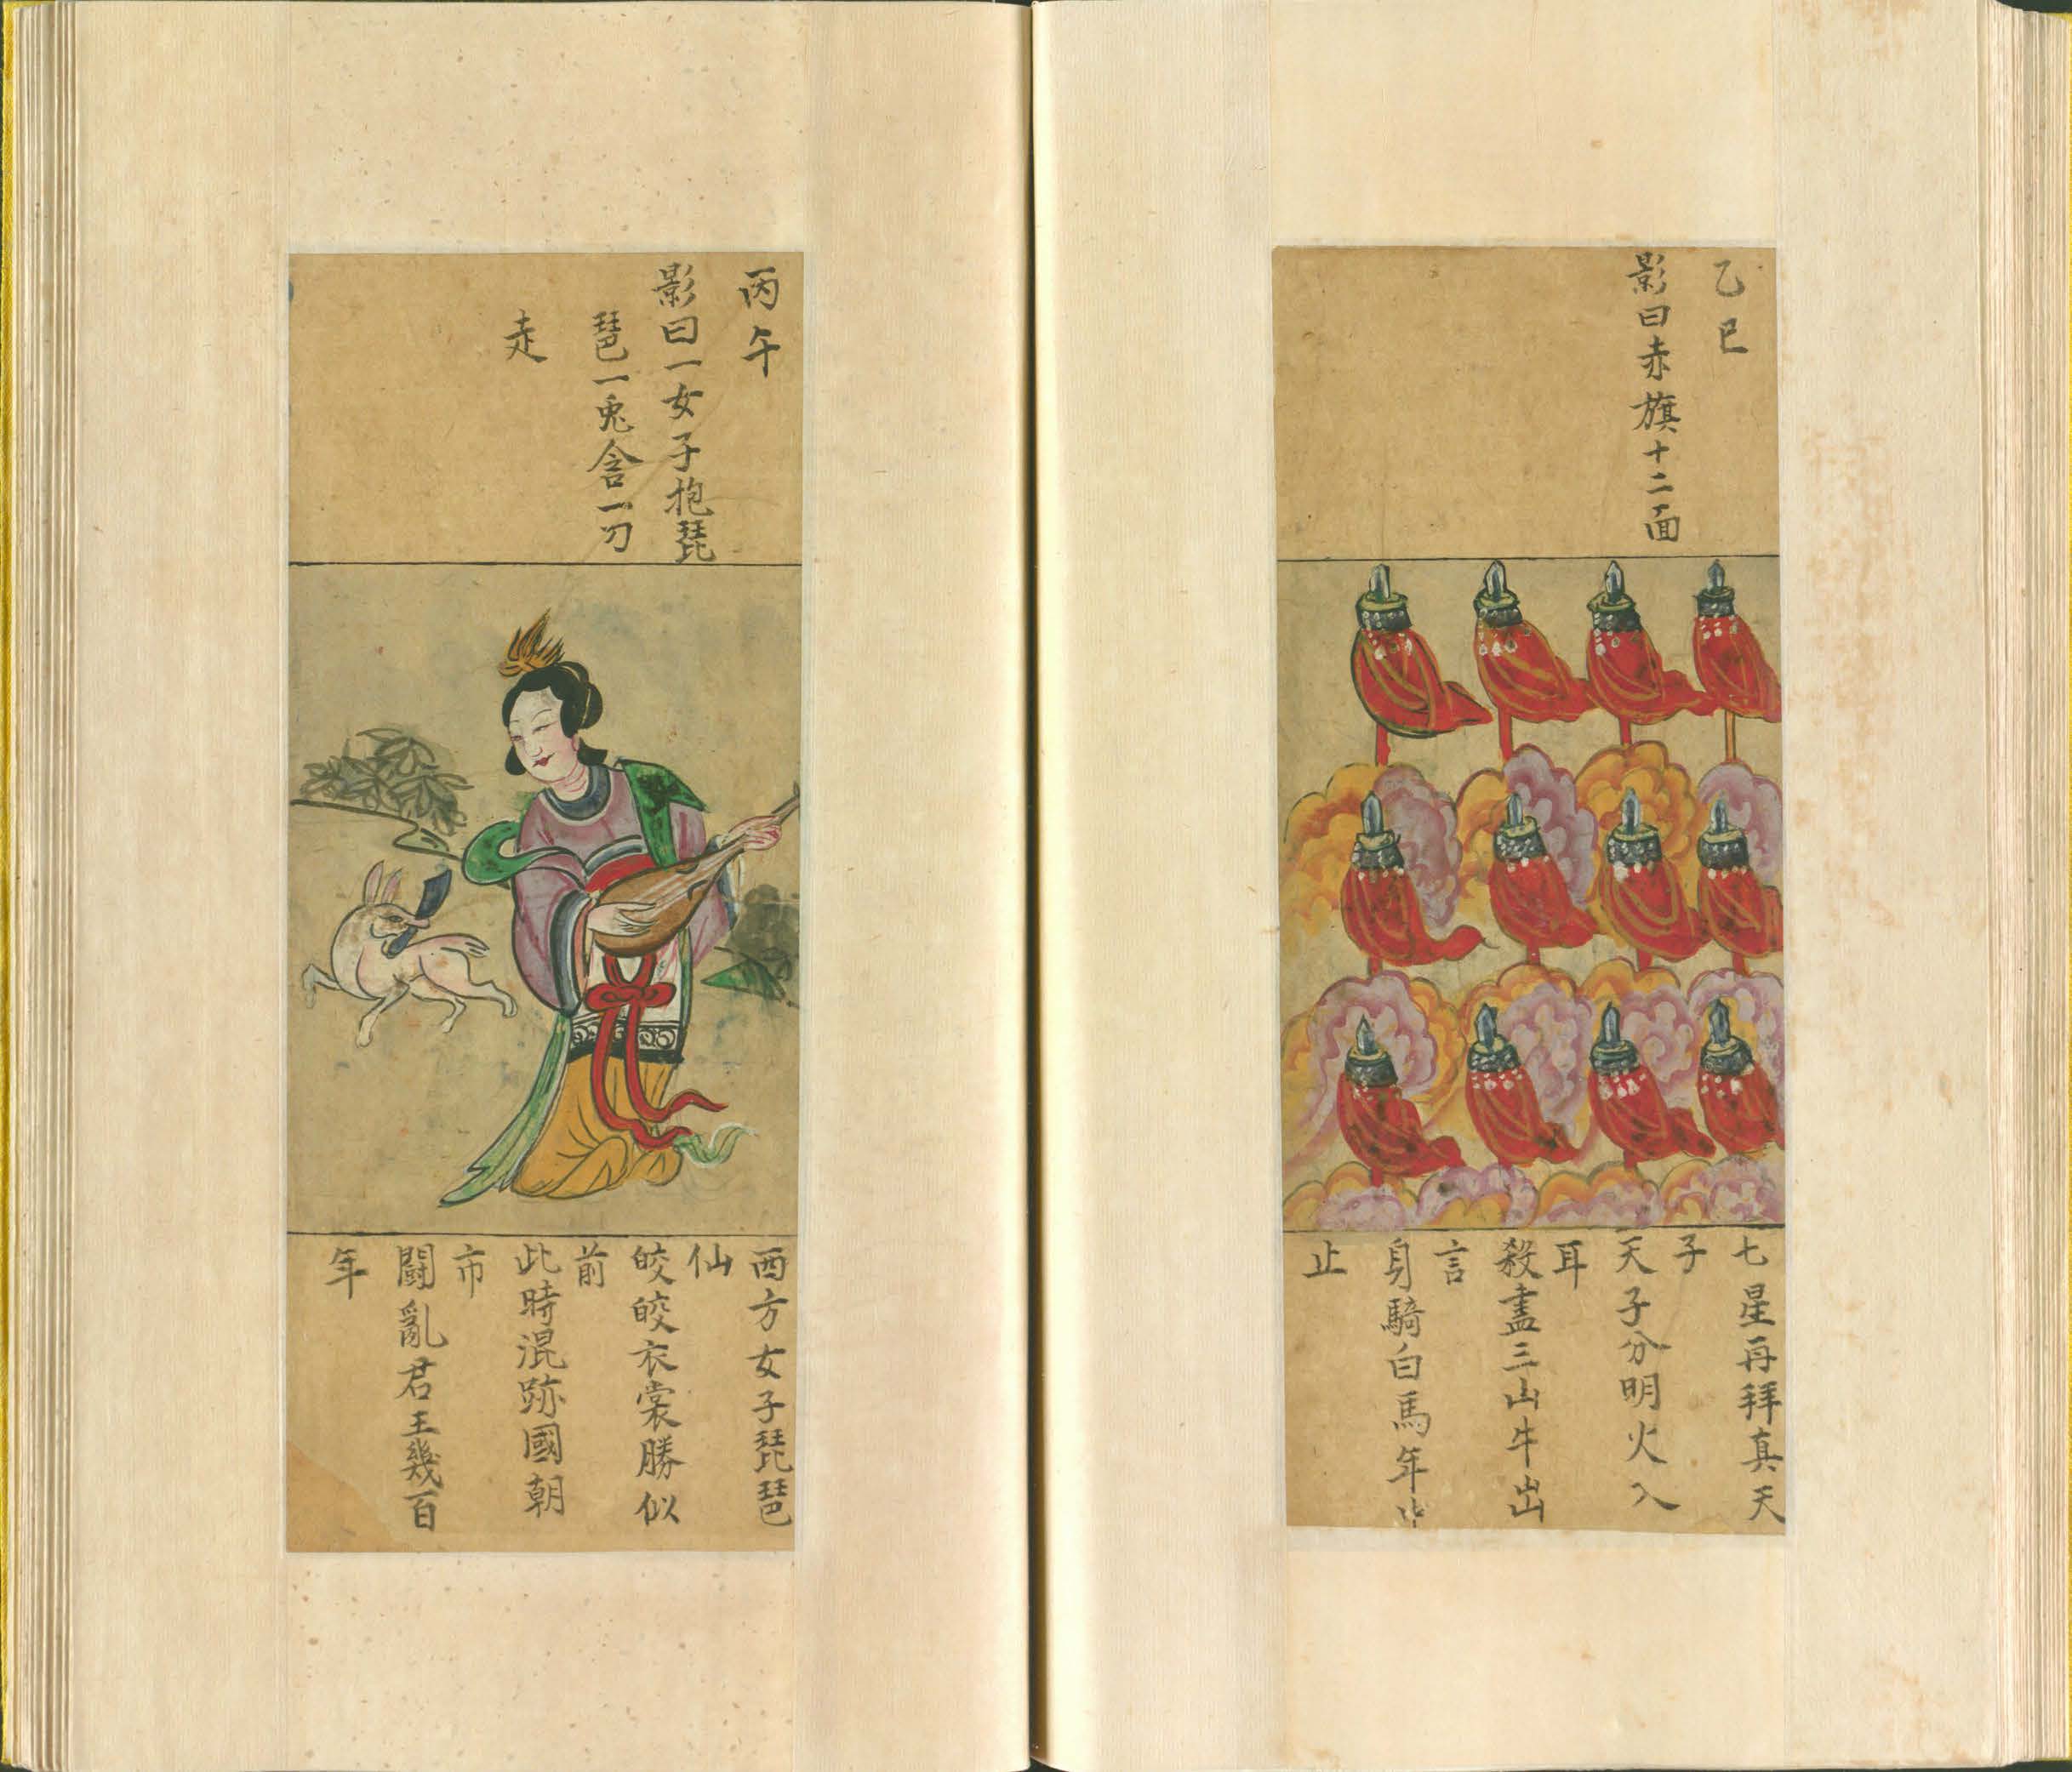 乙巳
影曰赤旗十二面
七星再拜真天
子
天子分明火入
耳
殺盡三山牛出
言
身騎白馬年
止
丙午
影曰一女子抱琵
琶一兎含一刀
走
西方女子琵琶
仙
皎皎衣裳勝似
前
此時混跡國朝
市
闘亂君王幾百
年